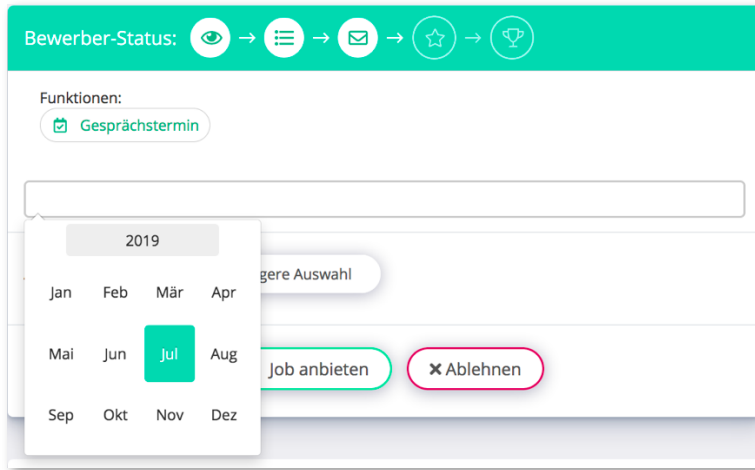 Bewerber-Status:
Funktionen:
Gesprächstermin
2019
Jan Feb Mär Apr
gere Auswahl
Mai Jun Jul Aug
Job anbieten
Ablehnen
Sep Okt Nov Dez